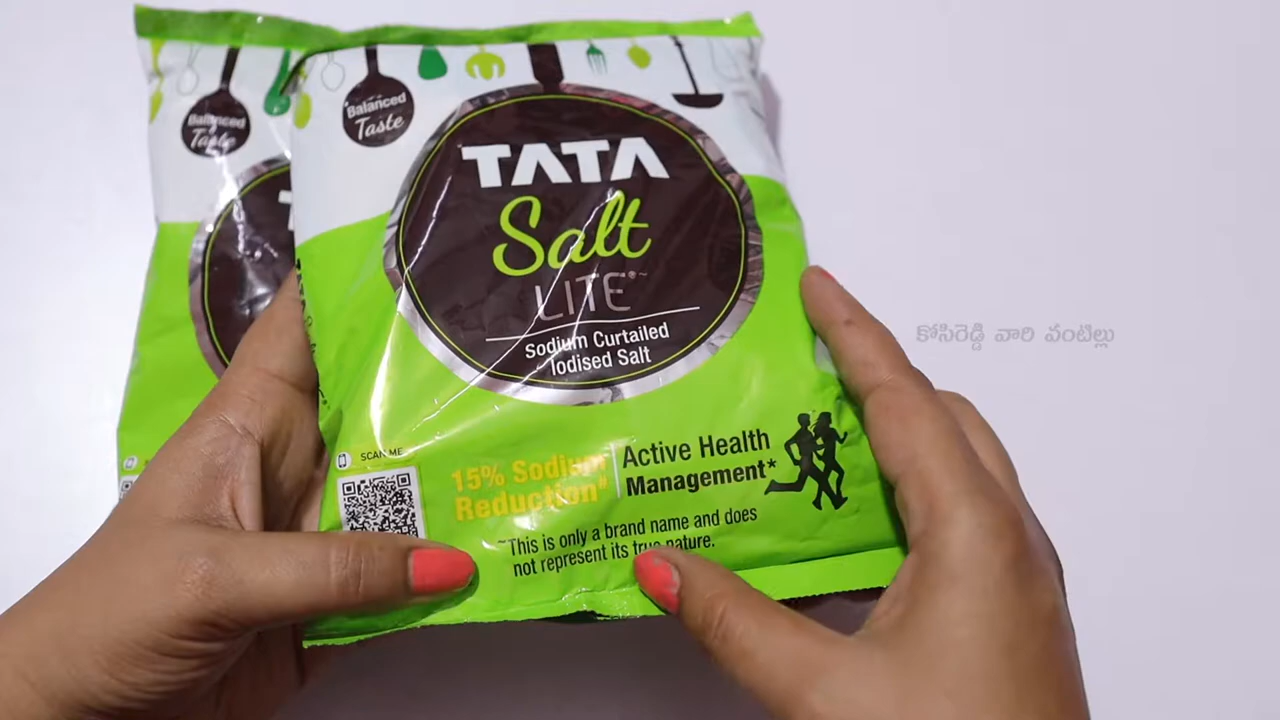 Balanced
Taste
Balanced
Taste
TATA
Salt
LITE®~
Sodium Curtailed
Iodised Salt
SCAN ME
15% Sodium
Reduction#
Active Health
Management*
~This is only a brand name and does
not represent its true nature.
కోసిరెడ్డి వారి వంటిల్లు